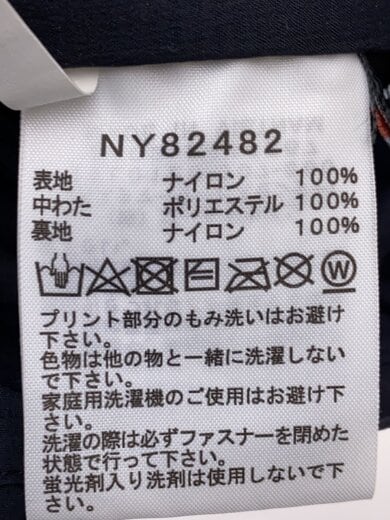 NY82482
表地 ナイロン 100%
中わた ポリエステル 100%
裏地 ナイロン 100%
W
プリント部分のもみ洗いはお避け
下さい。
色物は他の物と一緒に洗濯しない
で下さい。
家庭用洗濯機のご使用はお避け下
さい。
洗濯の際は必ずファスナーを閉めた
状態で行って下さい。
蛍光剤入り洗剤は使用しないで下
さい。